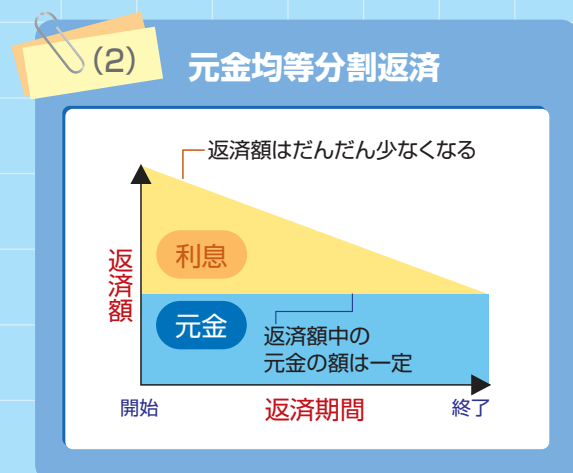 (2)
元金均等分割返済
返済額はだんだん少なくなる
返済額
利息
元金
返済額中の
元金の額は一定
開始
返済期間
終了